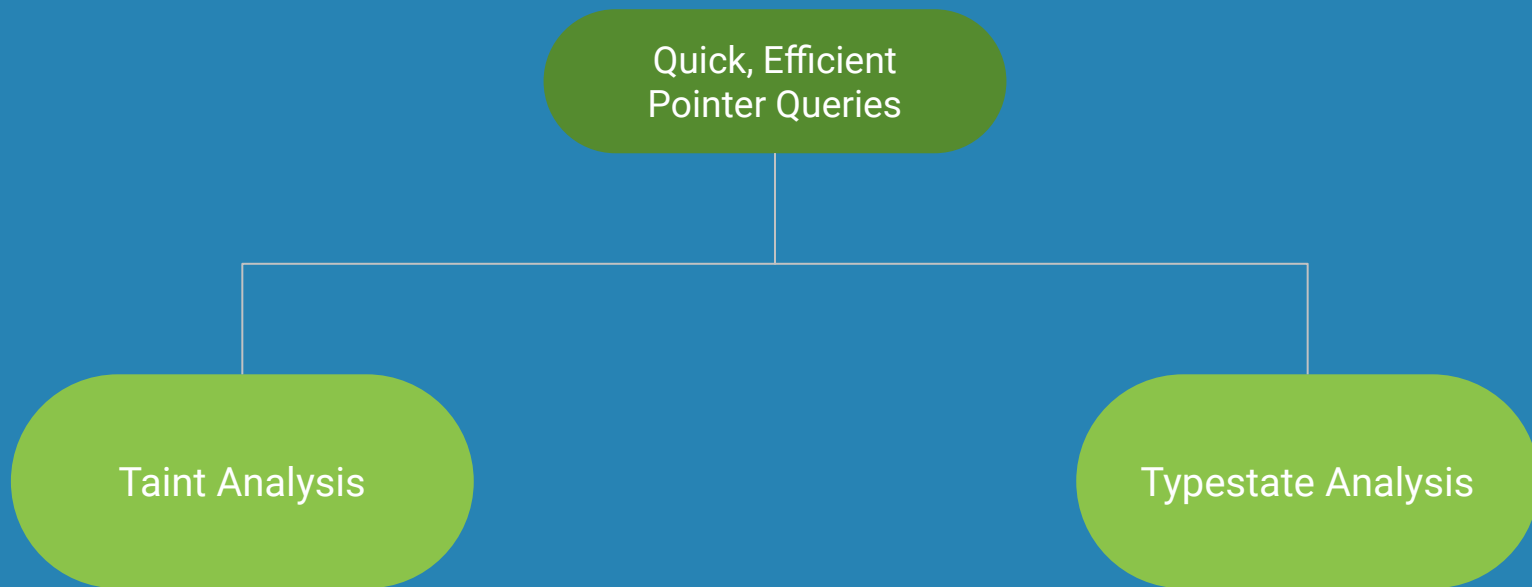 Quick, Efficient
Pointer Queries
Taint Analysis
Typestate Analysis